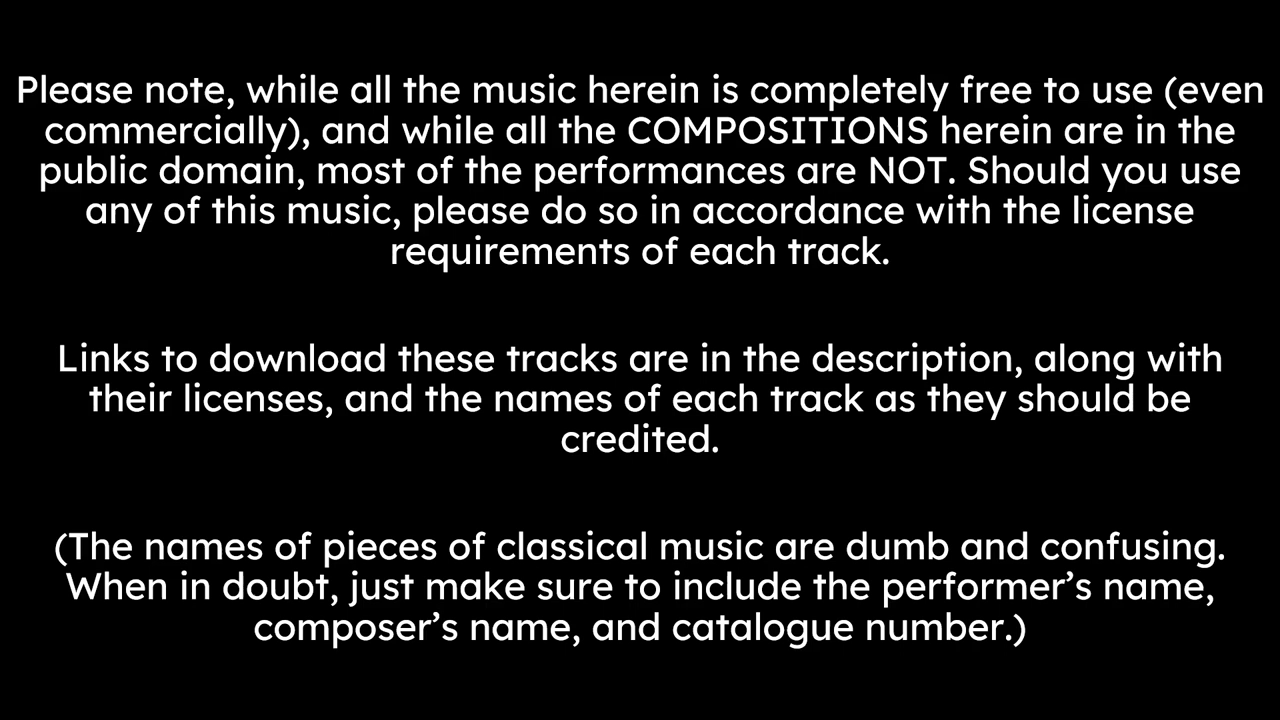 Please note, while all the music herein is completely free to use (even
commercially), and while all the COMPOSITIONS herein are in the
public domain, most of the performances are NOT. Should you use
any of this music, please do so in accordance with the license
requirements of each track.
Links to download these tracks are in the description, along with
their licenses, and the names of each track as they should be
credited.
(The names of pieces of classical music are dumb and confusing.
When in doubt, just make sure to include the performer’s name,
composer’s name, and catalogue number.)